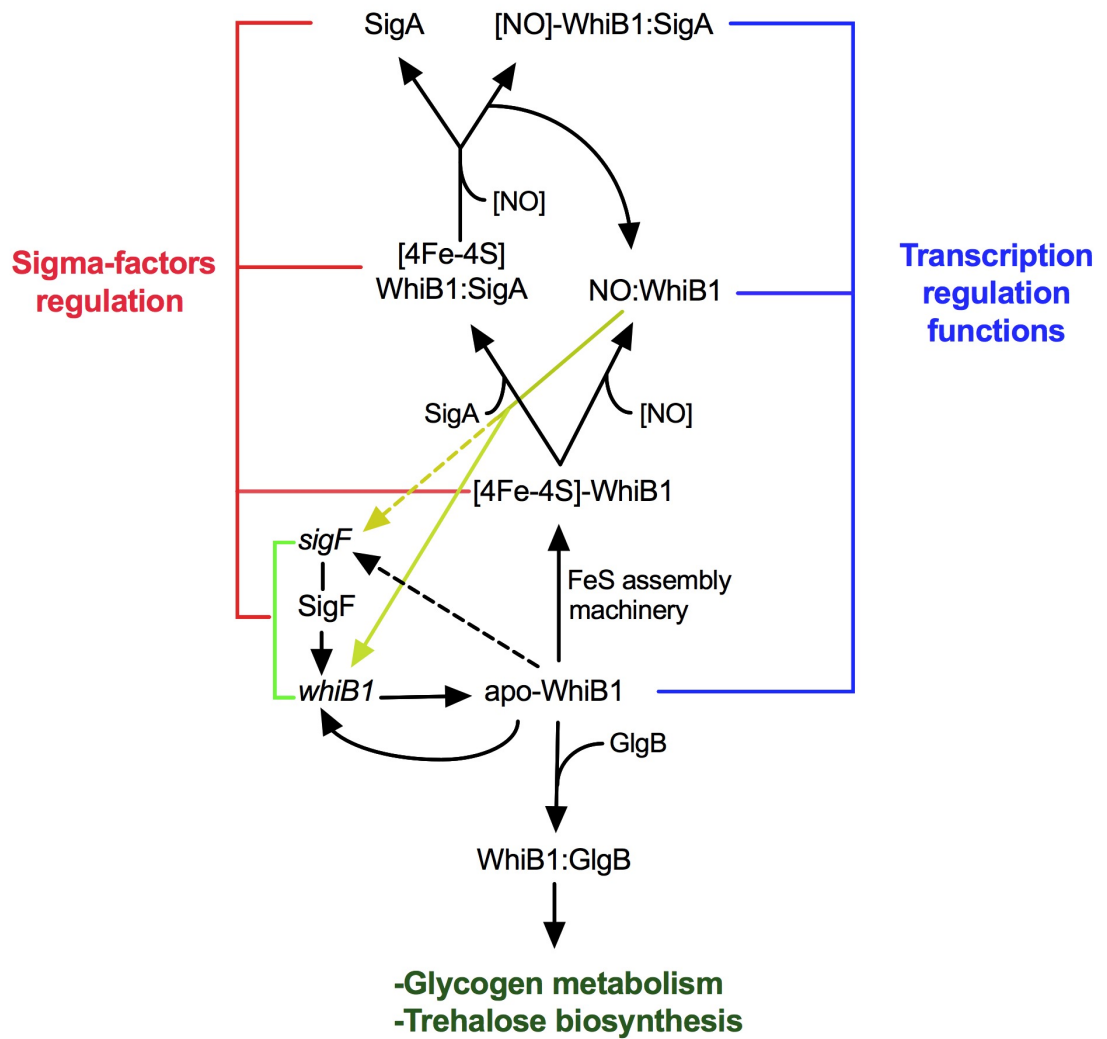 SigA
[NO]-WhiB1:SigA
[NO]
[4Fe-4S]
WhiB1:SigA
NO:WhiB1
Sigma-factors
regulation
Transcription
regulation
functions
SigA
[NO]
[4Fe-4S]-WhiB1
sigF
FeS assembly
machinery
SigF
whiB1
apo-WhiB1
GlgB
WhiB1:GlgB
-Glycogen metabolism
-Trehalose biosynthesis